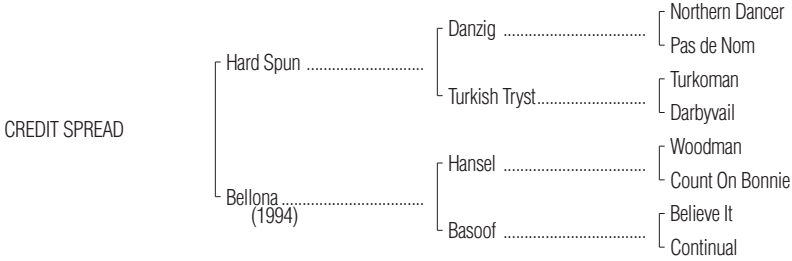 Northern Dancer
Danzig ..................................
Pas de Nom
Hard Spun ............................
Turkoman
Turkish Tryst..........................
Darbyvail
CREDIT SPREAD
Woodman
Hansel ..................................
Count On Bonnie
Bellona ..................................
(1994)
Believe It
Basoof ..................................
Continual